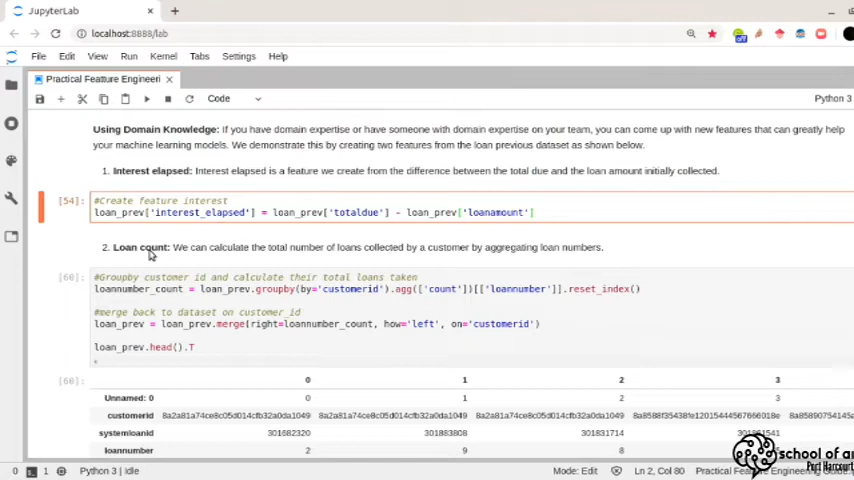 JupyterLab
localhost:8888/lab
File Edit View Run Kernel Tabs Settings Help
Practical Feature Engineeri
Code
Python 3
Using Domain Knowledge: If you have domain expertise or have someone with domain expertise on your team, you can come up with new features that can greatly help
your machine learning models. We demonstrate this by creating two features from the loan previous dataset as shown below.
1. Interest elapsed: Interest elapsed is a feature we create from the difference between the total due and the loan amount initially collected.
[54]:
#Create feature interest
loan_prev['interest_elapsed'] = loan_prev['totaldue'] - loan_prev['loanamount']
2. Loan count: We can calculate the total number of loans collected by a customer by aggregating loan numbers.
[60]:
#Groupby customer id and calculate their total loans taken
loannumber_count = loan_prev.groupby(by='customerid').agg(['count'])[['loannumber']].reset_index()
#merge back to dataset on customer_id
loan_prev = loan_prev.merge(right=loannumber_count, how='left', on='customerid')
loan_prev.head().T
[60]:
0 1 2 3
Unnamed: 0 0 1 2 3
customerid 8a2a81a74ce8c05d014cfb32a0da1049 8a2a81a74ce8c05d014cfb32a0da1049 8a2a81a74ce8c05d014cfb32a0da1049 8a8588f35438fe12015444567666018e
systemloanid 301682320 301883808 301831714
loannumber 2 9 8
school of
Port Harcourt
0 1 Python 3 | Idle Mode: Edit Ln 2, Col 80 Practical Feature Engineering